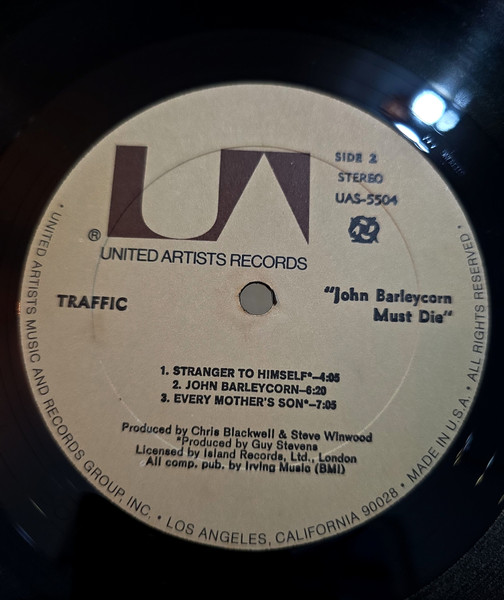 UA
SIDE 2
STEREO
UAS-5504
®
UNITED ARTISTS RECORDS
TRAFFIC
"John Barleycorn
Must Die"
1. STRANGER TO HIMSELF*—4:05
2. JOHN BARLEYCORN—6:20
3. EVERY MOTHER'S SON*—7:05
Produced by Chris Blackwell & Steve Winwood
*Produced by Guy Stevens
Licensed by Island Records, Ltd., London
All comp. pub. by Irving Music (BMI)
• UNITED ARTISTS MUSIC AND RECORDS GROUP, INC. • LOS ANGELES, CALIFORNIA 90028 • MADE IN U.S.A. • ALL RIGHTS RESERVED •